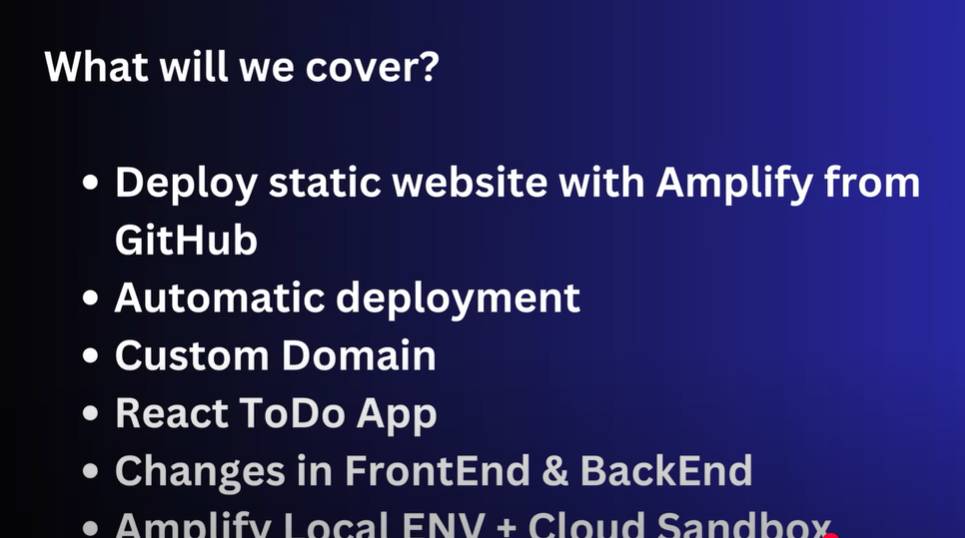 What will we cover?
• Deploy static website with Amplify from
GitHub
• Automatic deployment
• Custom Domain
• React ToDo App
• Changes in FrontEnd & BackEnd
• Amplify Local ENV + Cloud Sandbox